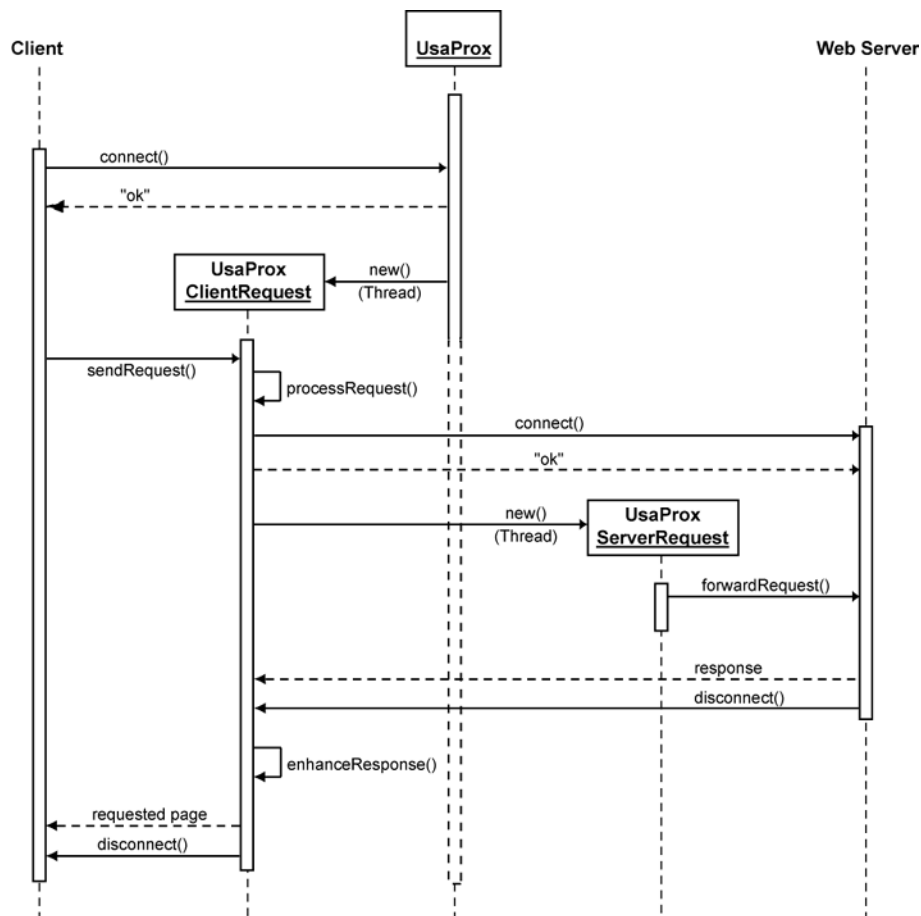 UsaProx
Client
Web Server
connect()
"ok"
UsaProx
ClientRequest
new()
(Thread)
sendRequest()
processRequest()
connect()
"ok"
new()
(Thread)
UsaProx
ServerRequest
forwardRequest()
response
disconnect()
enhanceResponse()
requested page
disconnect()